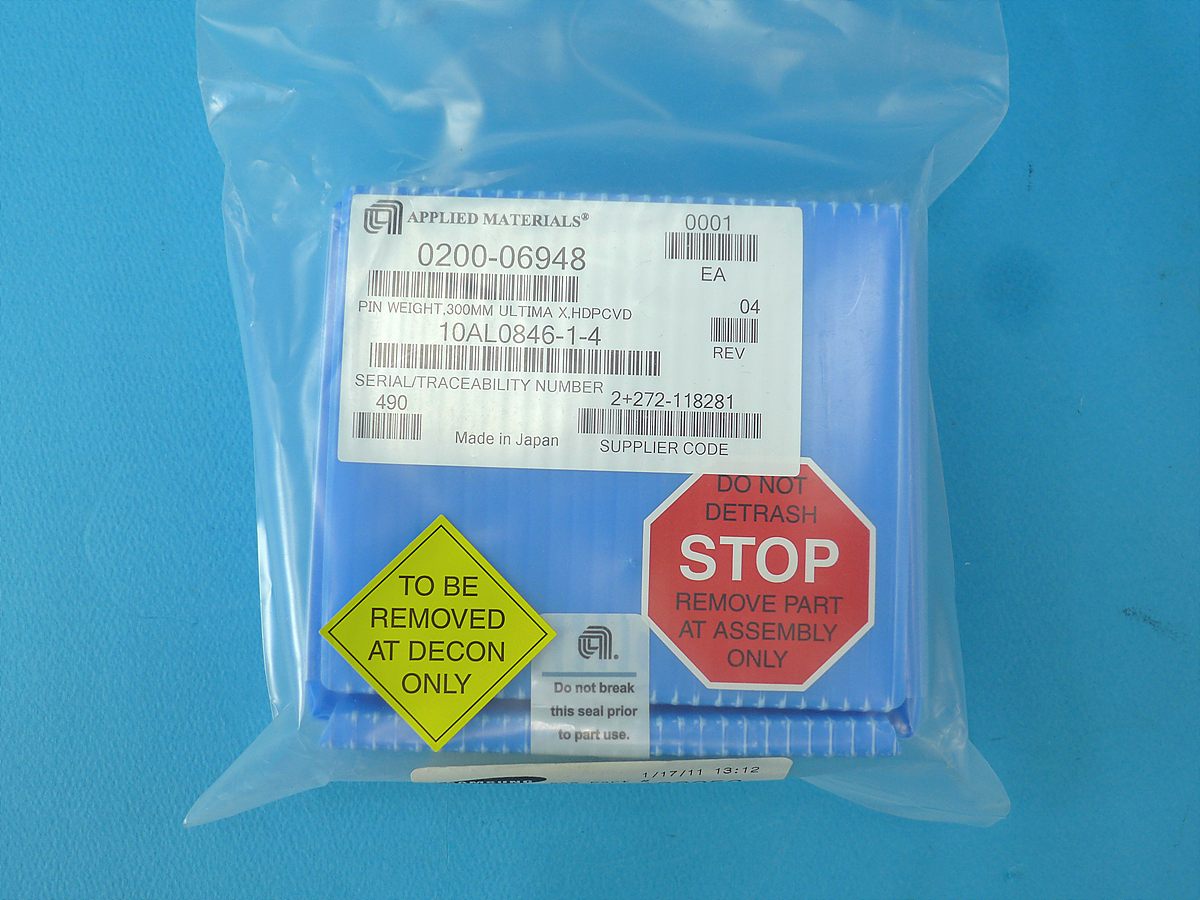 APPLIED MATERIALS®
0001
0200-06948
EA
PIN WEIGHT,300MM ULTIMA X,HDPCVD
04
10AL0846-1-4
REV
SERIAL/TRACEABILITY NUMBER
490
2+272-118281
Made in Japan
SUPPLIER CODE
DO NOT
DETRASH
STOP
REMOVE PART
AT ASSEMBLY
ONLY
TO BE
REMOVED
AT DECON
ONLY
Do not break
this seal prior
to part use.
1/17/11 13:12
SAMSUNG